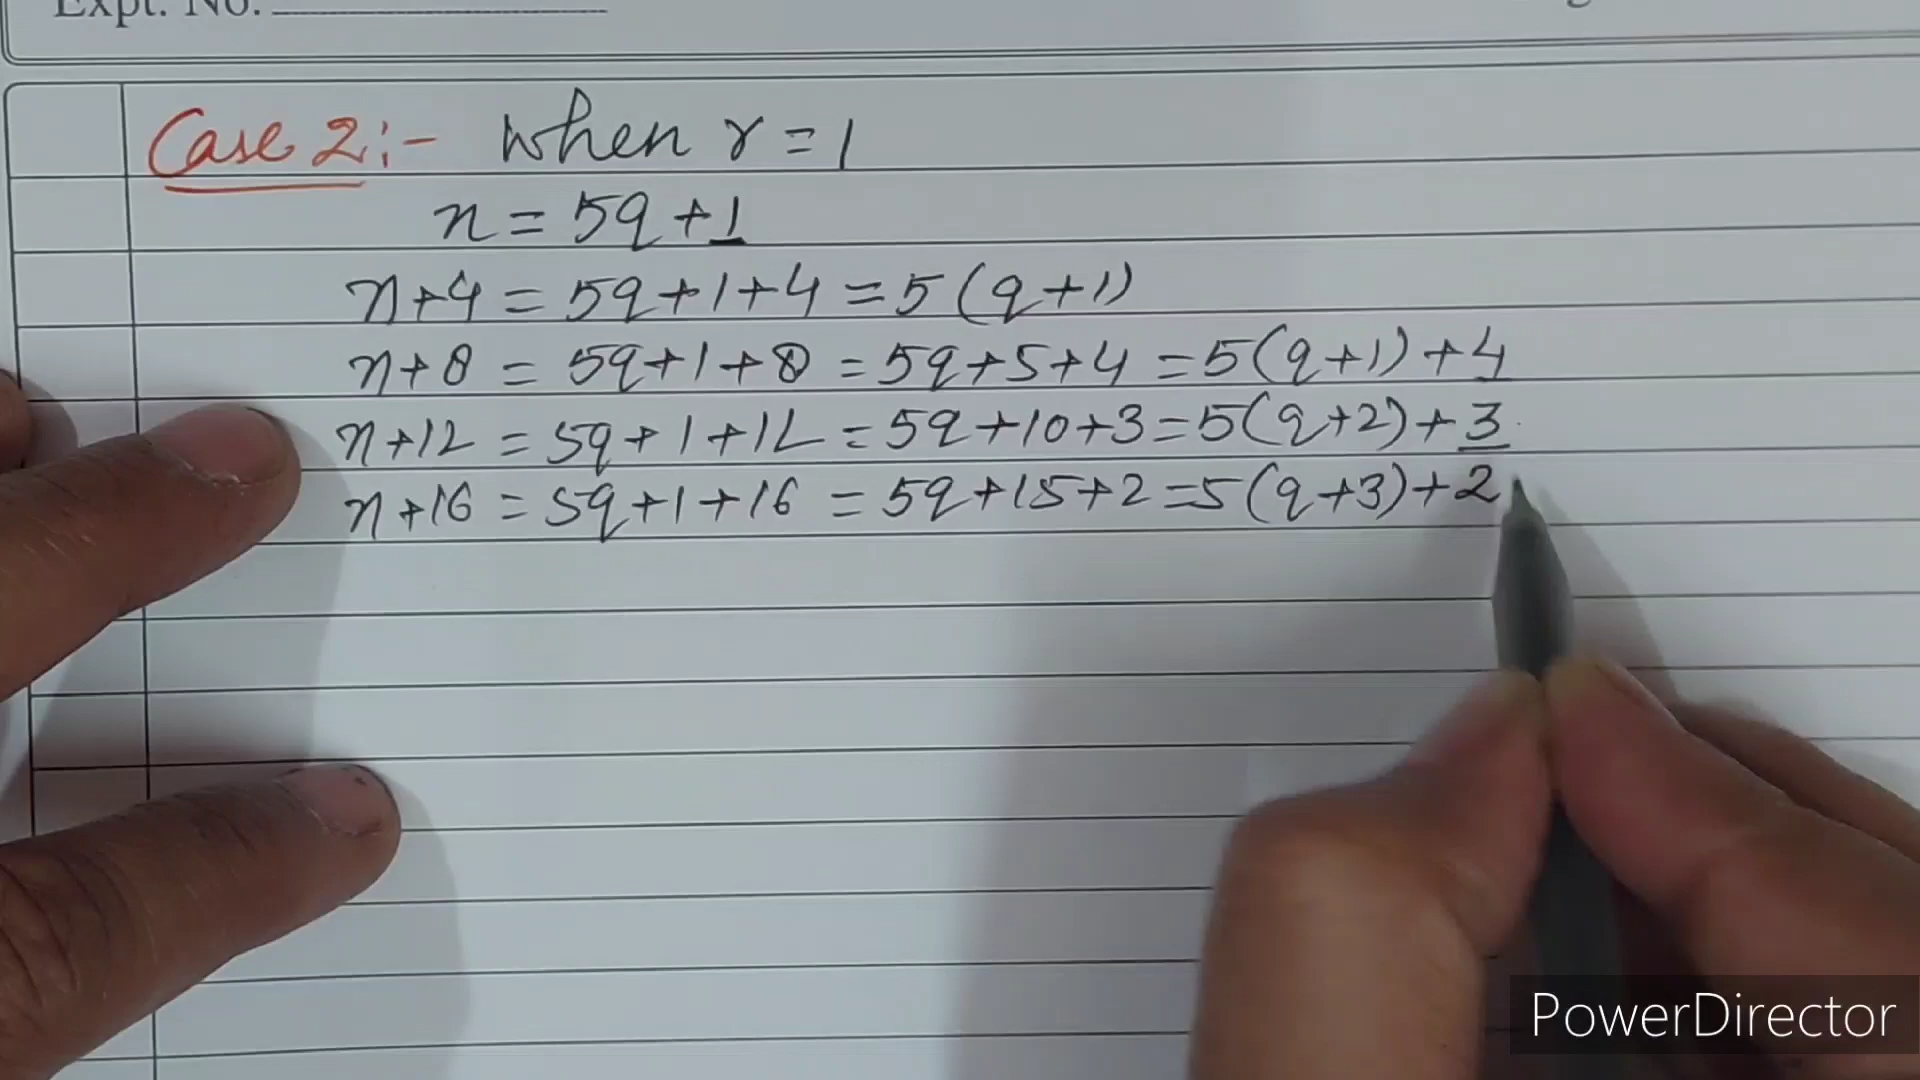 Expt. No.
Case 2:- when r = 1
n = 5q + 1
n+4 = 5q+1+4 = 5(q+1)
n+8 = 5q+1+8 = 5q+5+4 = 5(q+1)+4
n+12 = 5q+1+12 = 5q+10+3 = 5(q+2)+3
n+16 = 5q+1+16 = 5q+15+2 = 5(q+3)+2
PowerDirector